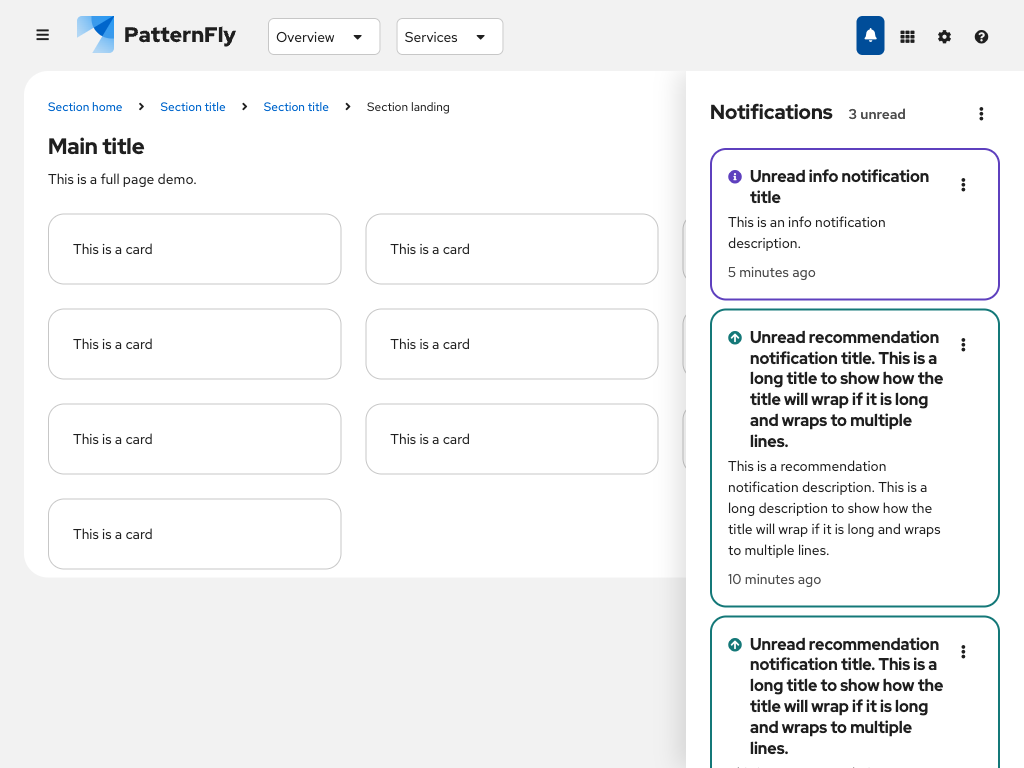 PatternFly
Overview
Services
Section home
Section title
Section title
Section landing
Main title
This is a full page demo.
This is a card
This is a card
This is a card
This is a card
This is a card
This is a card
This is a card
Notifications
3 unread
Unread info notification
title
This is an info notification
description.
5 minutes ago
Unread recommendation
notification title. This is a
long title to show how the
title will wrap if it is long
and wraps to multiple
lines.
This is a recommendation
notification description. This is a
long description to show how the
title will wrap if it is long and wraps
to multiple lines.
10 minutes ago
Unread recommendation
notification title. This is a
long title to show how the
title will wrap if it is long
and wraps to multiple
lines.